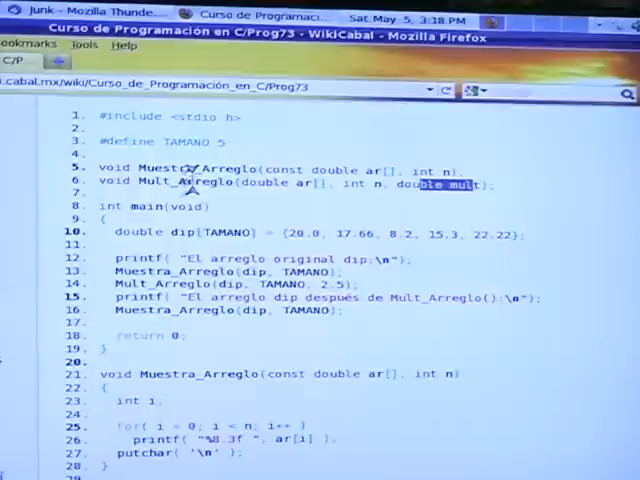 Junk - Mozilla Thunde... Curso de Programaci... Sat May 5, 3:18 PM
Curso de Programación en C/Prog73 - WikiCabal - Mozilla Firefox
ookmarks Tools Help
C/P
i:cabal.mx/wiki/Curso_de_Programación_en_C/Prog73
1. #include <stdio h>
2.
3. #define TAMANO 5
4.
5. void Muestra_Arreglo(const double ar[], int n);
6. void Mult_Arreglo(double ar[], int n, double mult);
7.
8. int main(void)
9. {
10. double dip[TAMANO] = {20.0, 17.66, 8.2, 15.3, 22.22};
11.
12. printf( "El arreglo original dip:\n");
13. Muestra_Arreglo(dip, TAMANO);
14. Mult_Arreglo(dip, TAMANO, 2.5);
15. printf( "El arreglo dip después de Mult_Arreglo():\n");
16. Muestra_Arreglo(dip, TAMANO);
17.
18. return 0;
19. }
20.
21. void Muestra_Arreglo(const double ar[], int n)
22. {
23. int i;
24.
25. for( i = 0; i < n; i++ )
26. printf( "%8.3f ", ar[i] );
27. putchar( '\n' );
28. }
29